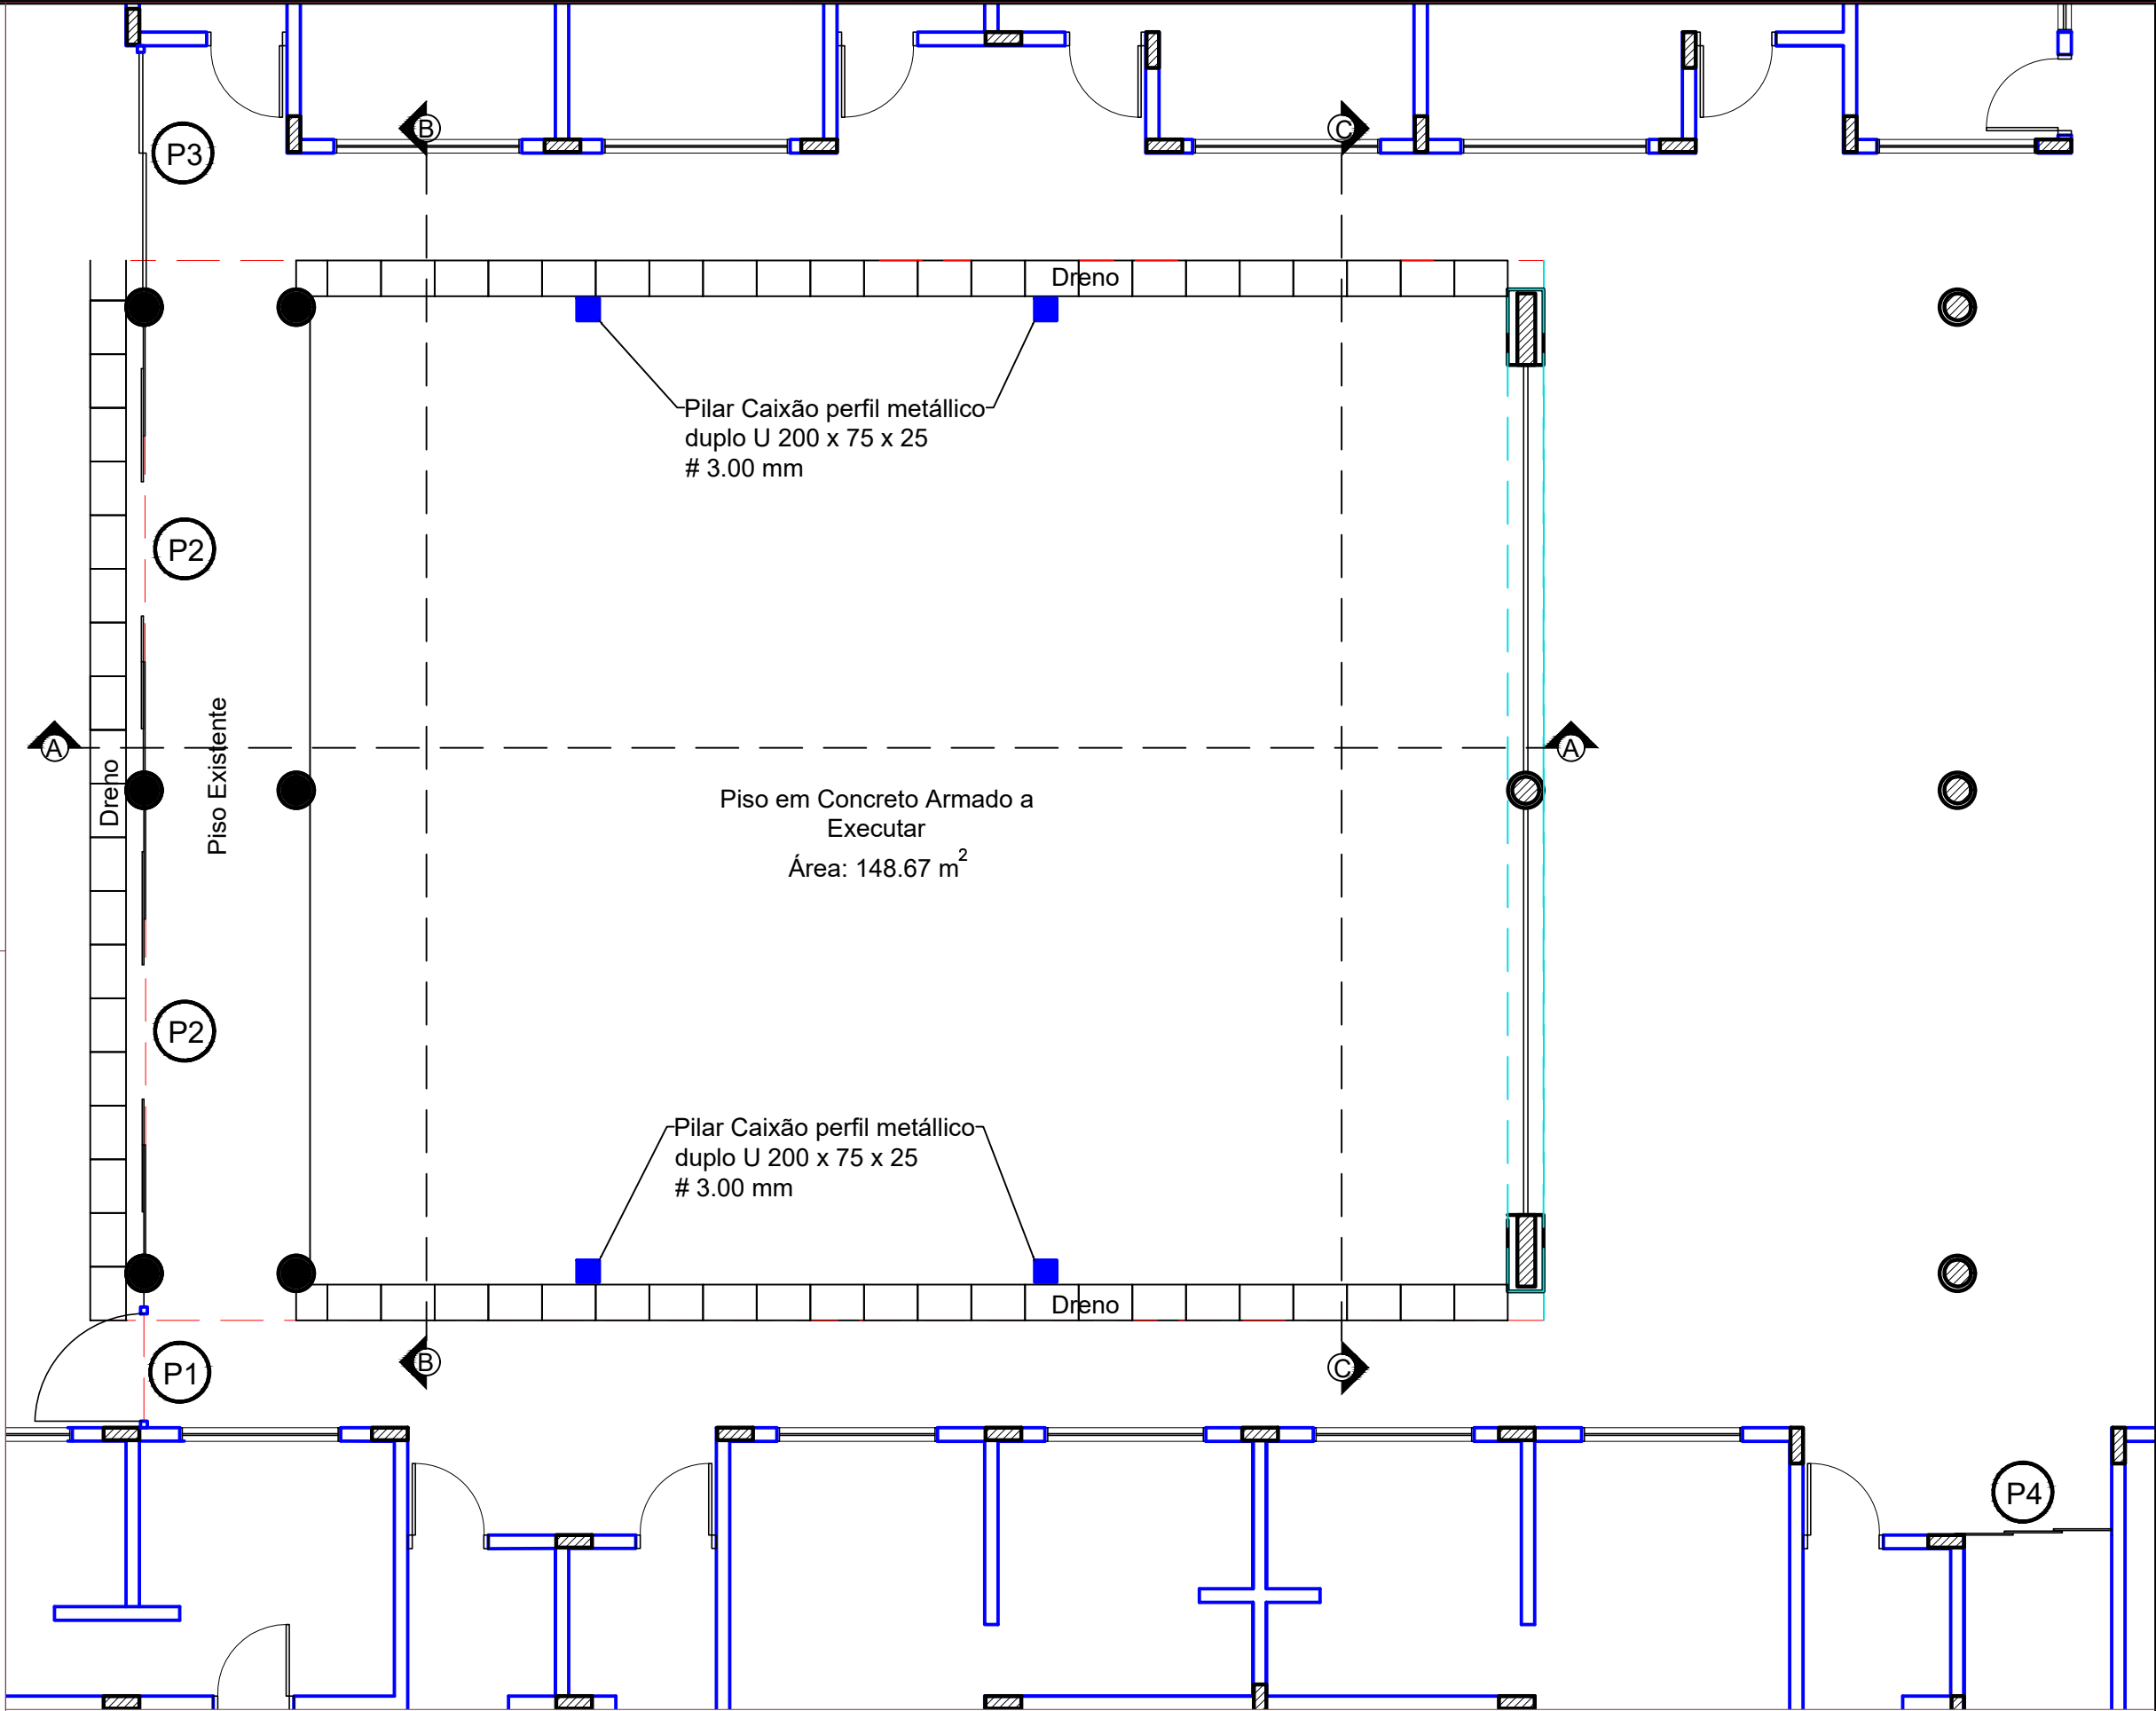 B
C
P3
Dreno
Pilar Caixão perfil metállico
duplo U 200 x 75 x 25
# 3.00 mm
P2
Piso Existente
A
A
Dreno
Piso em Concreto Armado a
Executar
Área: 148.67 m2
P2
Pilar Caixão perfil metállico
duplo U 200 x 75 x 25
# 3.00 mm
Dreno
B
C
P1
P4